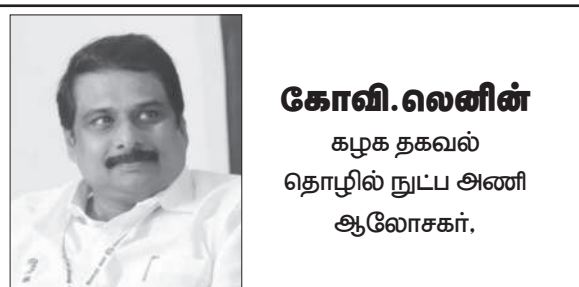 கோவி.லெனின்
கழக தகவல்
தொழில் நுட்ப அணி
ஆலோசகர்,